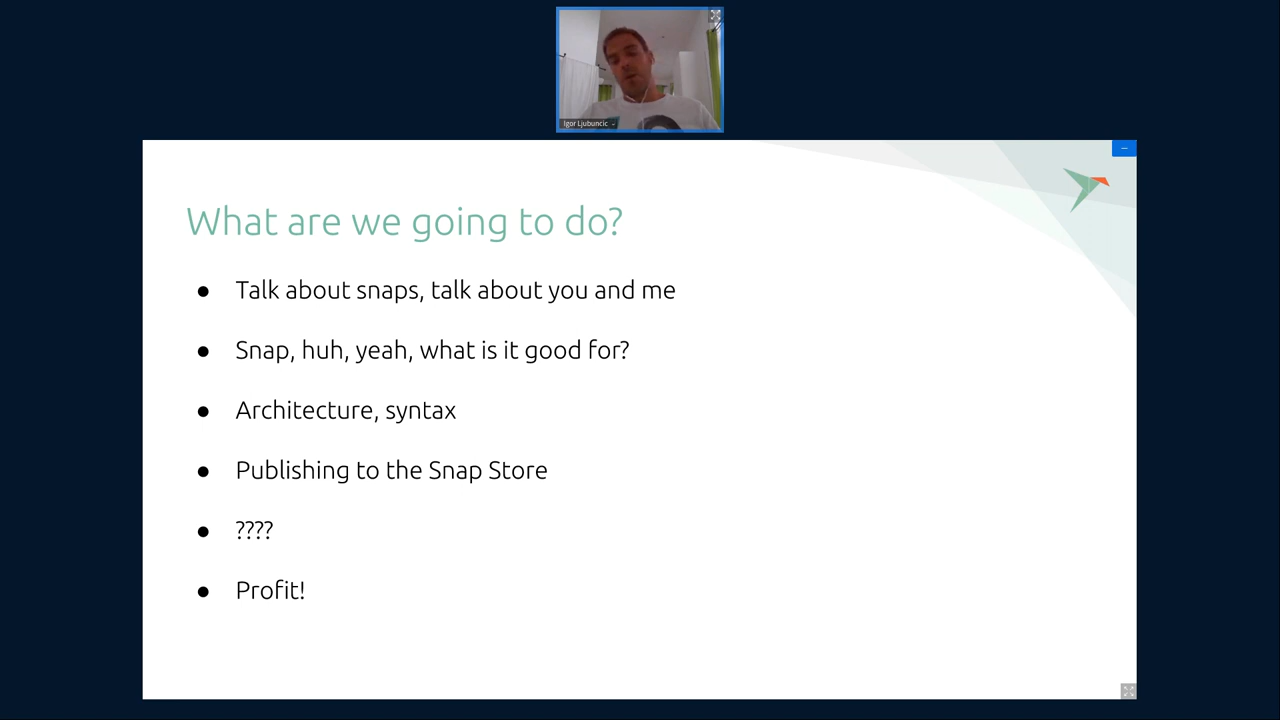 Igor Ljubuncic
What are we going to do?
● Talk about snaps, talk about you and me
● Snap, huh, yeah, what is it good for?
● Architecture, syntax
● Publishing to the Snap Store
● ????
● Profit!